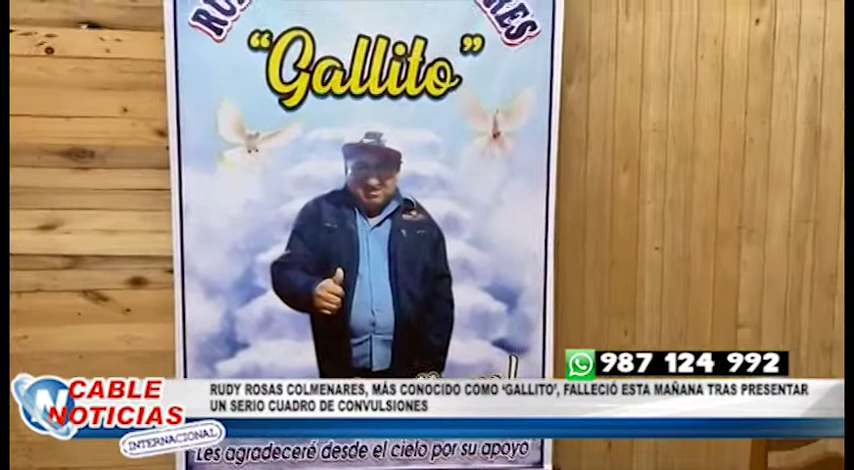 "Gallito"
987 124 992
CABLE NOTICIAS
INTERNACIONAL
RUDY ROSAS COLMENARES, MÁS CONOCIDO COMO 'GALLITO', FALLECIÓ ESTA MAÑANA TRAS PRESENTAR
UN SERIO CUADRO DE CONVULSIONES
Les agradeceré desde el cielo por su apoyo